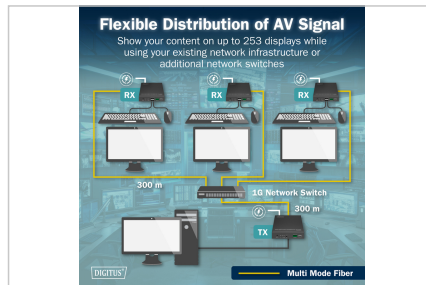 Flexible Distribution of AV Signal
Show your content on up to 253 displays while
using your existing network infrastructure or
additional network switches
RX
RX
RX
300 m
1G Network Switch
300 m
TX
DIGITUS
Multi Mode Fiber